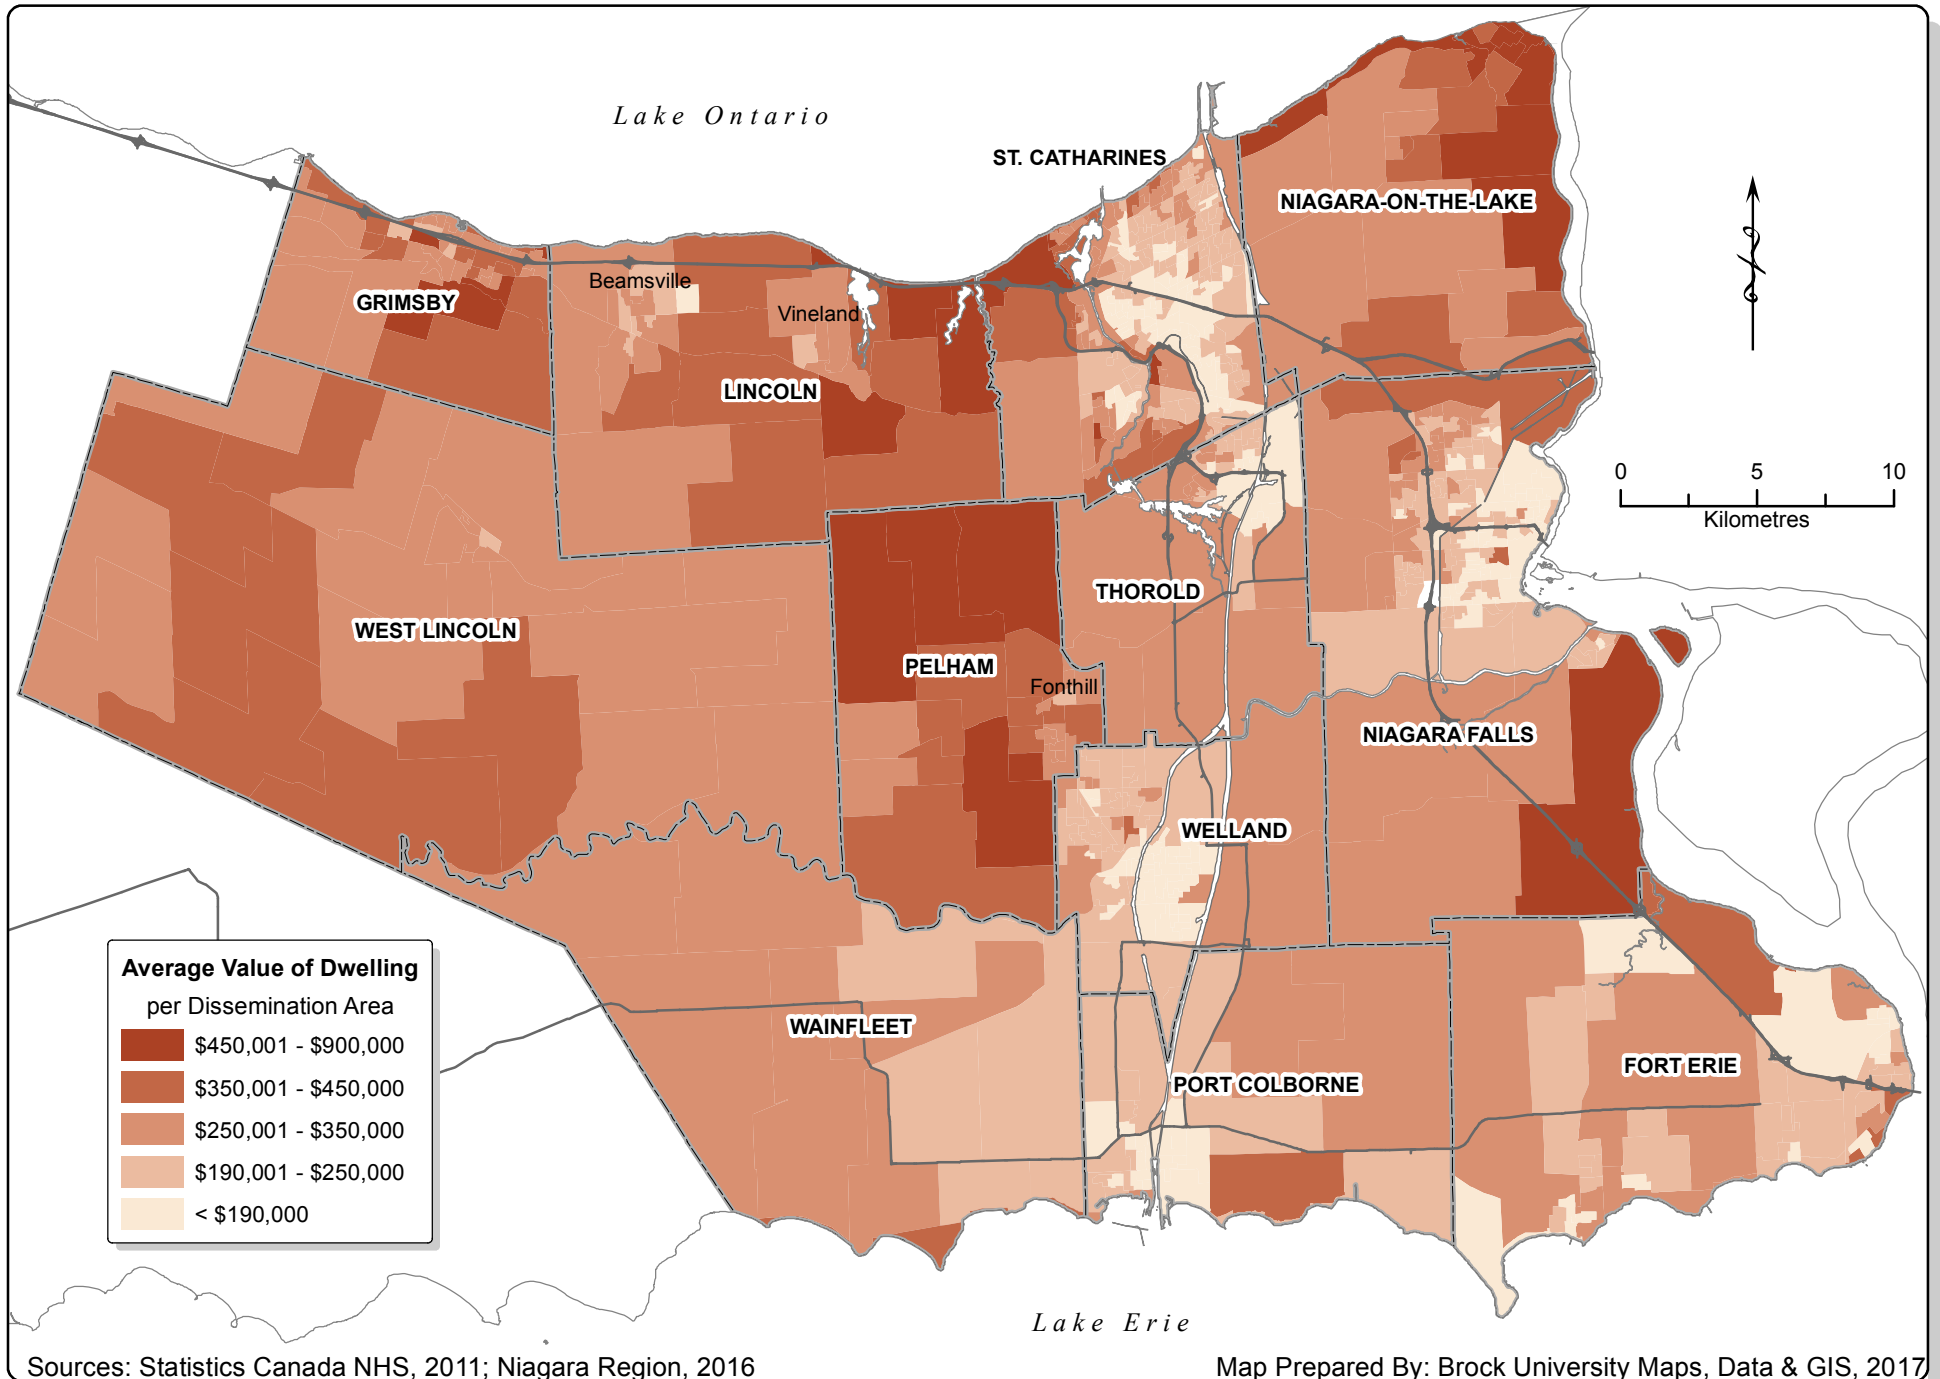 Lake Ontario
ST. CATHARINES
NIAGARA-ON-THE-LAKE
Beamsville
GRIMSBY
Vineland
LINCOLN
0 5 10
Kilometres
THOROLD
WEST LINCOLN
PELHAM
Fonthill
NIAGARA FALLS
WELLAND
WAINFLEET
FORT ERIE
PORT COLBORNE
Average Value of Dwelling
per Dissemination Area
$450,001 - $900,000
$350,001 - $450,000
$250,001 - $350,000
$190,001 - $250,000
< $190,000
Lake Erie
Sources: Statistics Canada NHS, 2011; Niagara Region, 2016
Map Prepared By: Brock University Maps, Data & GIS, 2017